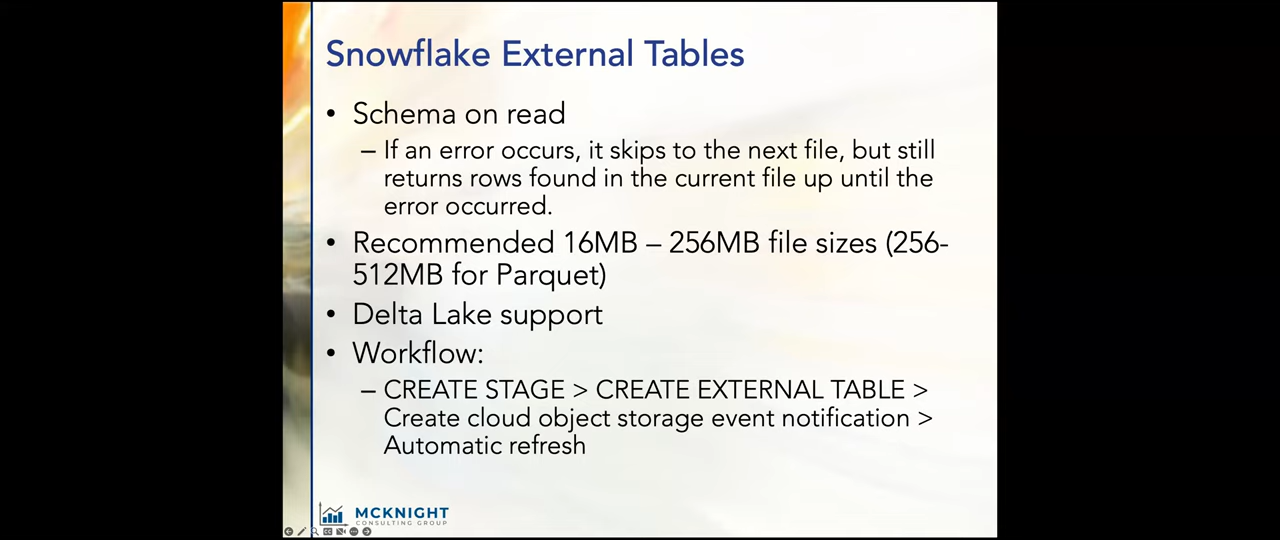 Snowflake External Tables
• Schema on read
– If an error occurs, it skips to the next file, but still
returns rows found in the current file up until the
error occurred.
• Recommended 16MB – 256MB file sizes (256-
512MB for Parquet)
• Delta Lake support
• Workflow:
– CREATE STAGE > CREATE EXTERNAL TABLE >
Create cloud object storage event notification >
Automatic refresh
MCKNIGHT
CONSULTING GROUP